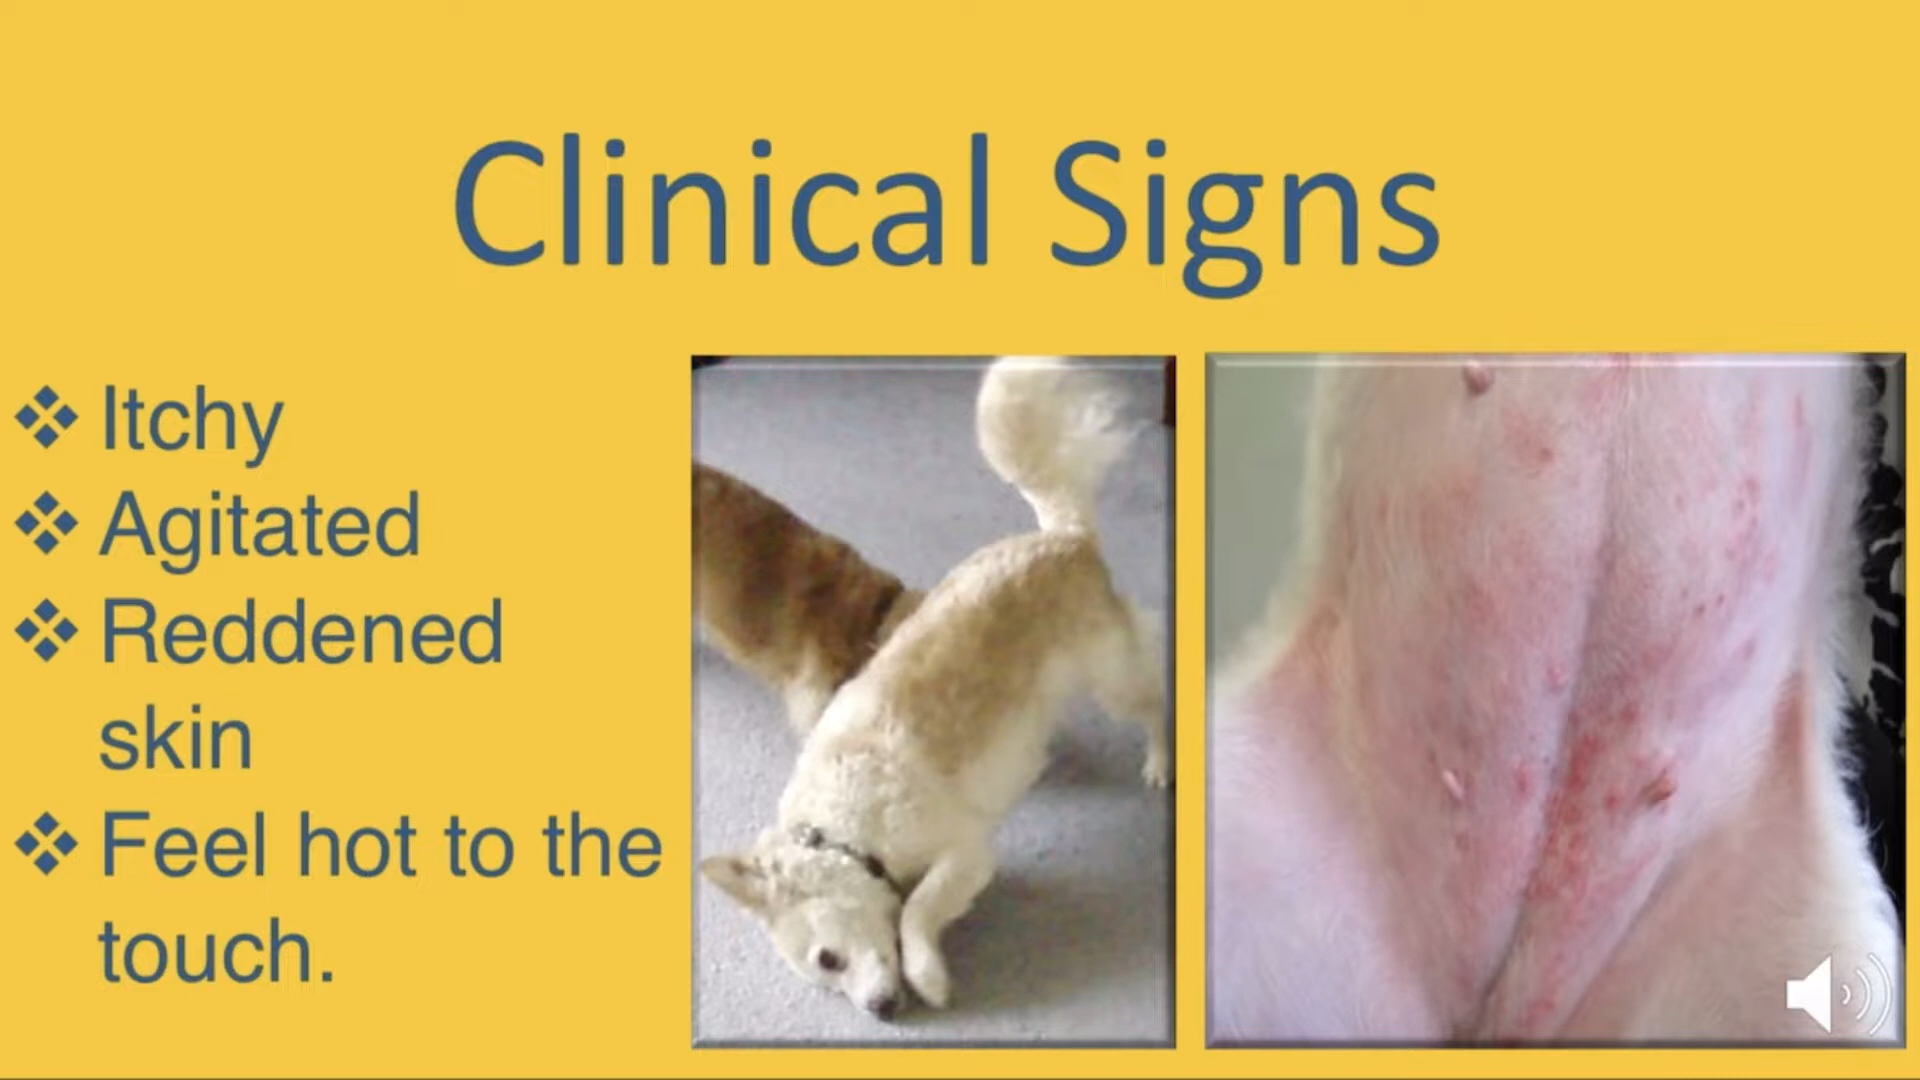 Clinical Signs
❖ Itchy
❖ Agitated
❖ Reddened
skin
❖ Feel hot to the
touch.